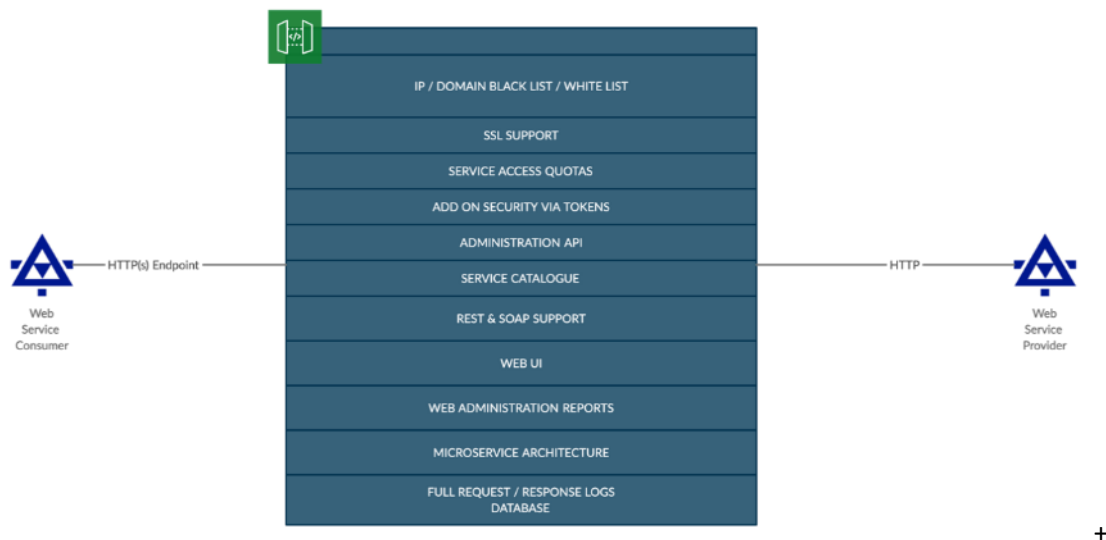 IP / DOMAIN BLACK LIST / WHITE LIST
SSL SUPPORT
SERVICE ACCESS QUOTAS
ADD ON SECURITY VIA TOKENS
ADMINISTRATION API
HTTP(s) Endpoint
HTTP
SERVICE CATALOGUE
REST & SOAP SUPPORT
Web
Service
Consumer
Web
Service
Provider
WEB UI
WEB ADMINISTRATION REPORTS
MICROSERVICE ARCHITECTURE
FULL REQUEST / RESPONSE LOGS
DATABASE
+